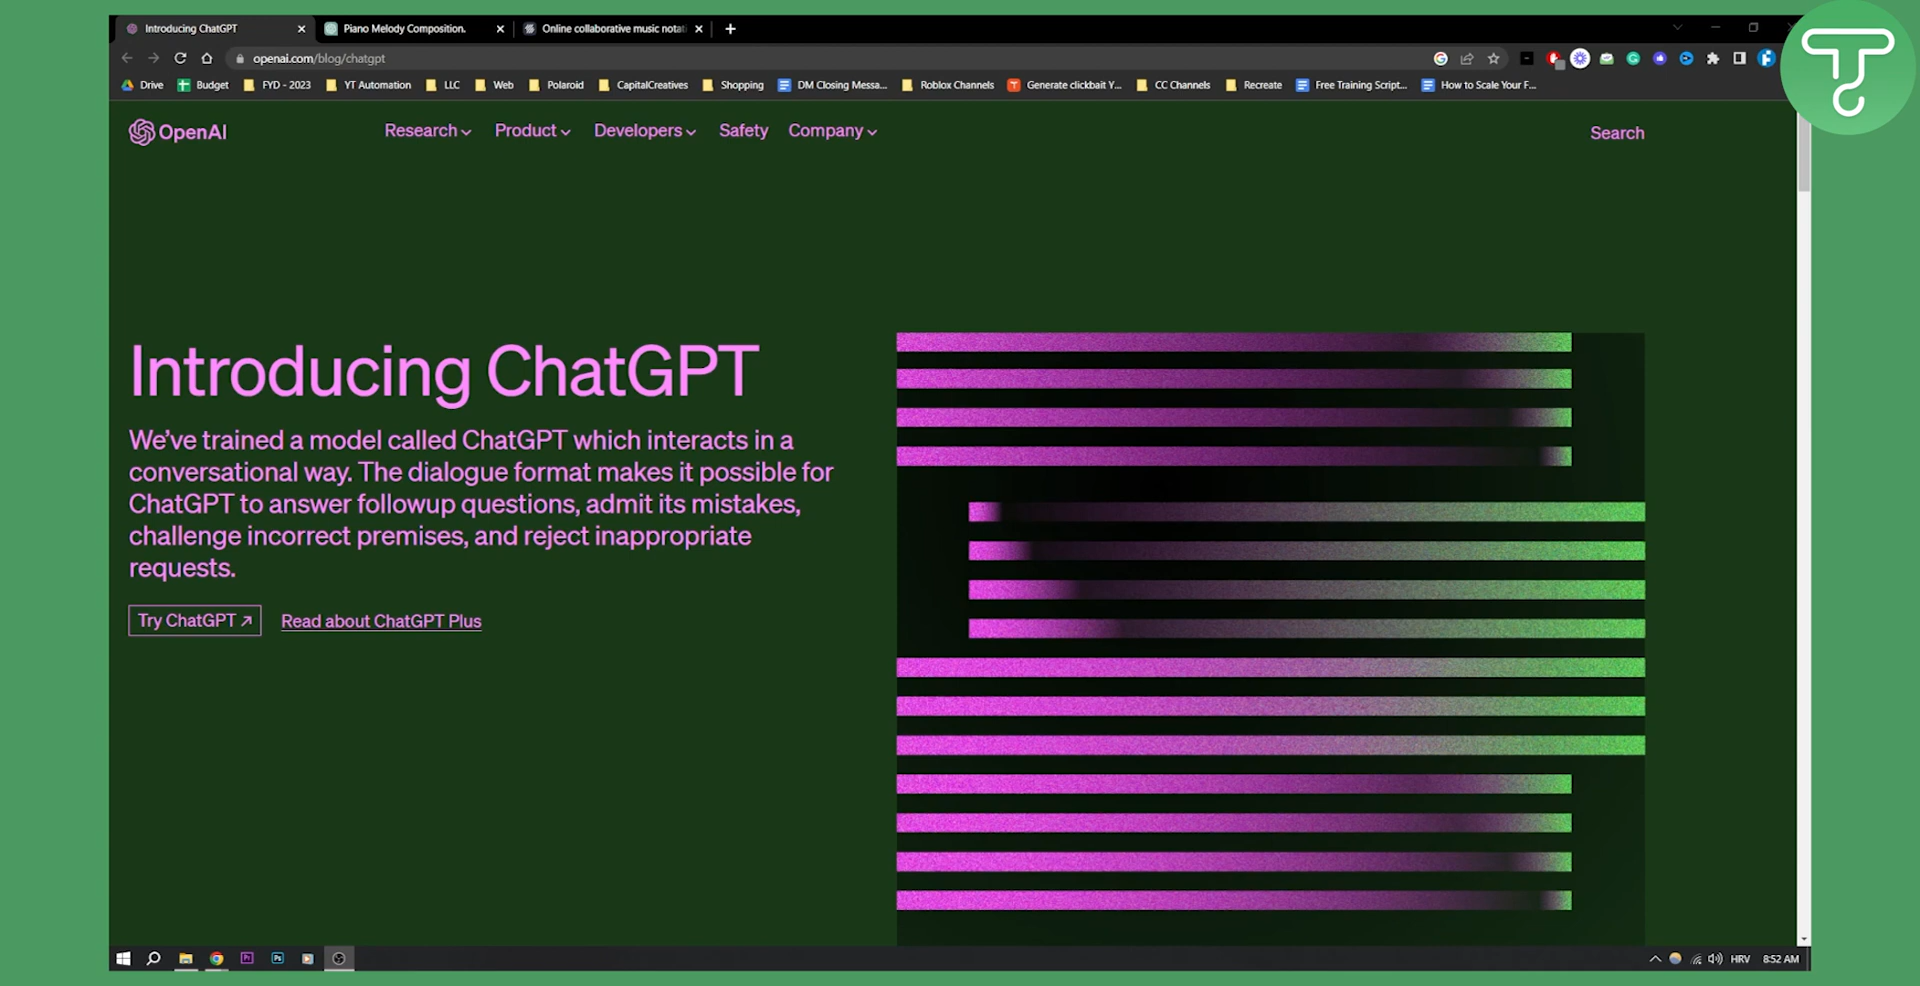 Introducing ChatGPT
Piano Melody Composition.
Online collaborative music notat
openai.com/blog/chatgpt
Drive
Budget
FYD - 2023
YT Automation
LLC
Web
Polaroid
CapitalCreatives
Shopping
DM Closing Messa...
Roblox Channels
Generate clickbait Y...
CC Channels
Recreate
Free Training Script...
How to Scale Your F...
OpenAI
Research
Product
Developers
Safety
Company
Search
Introducing ChatGPT
We’ve trained a model called ChatGPT which interacts in a
conversational way. The dialogue format makes it possible for
ChatGPT to answer followup questions, admit its mistakes,
challenge incorrect premises, and reject inappropriate
requests.
Try ChatGPT ↗
Read about ChatGPT Plus
Pr
Ps
HRV
8:52 AM